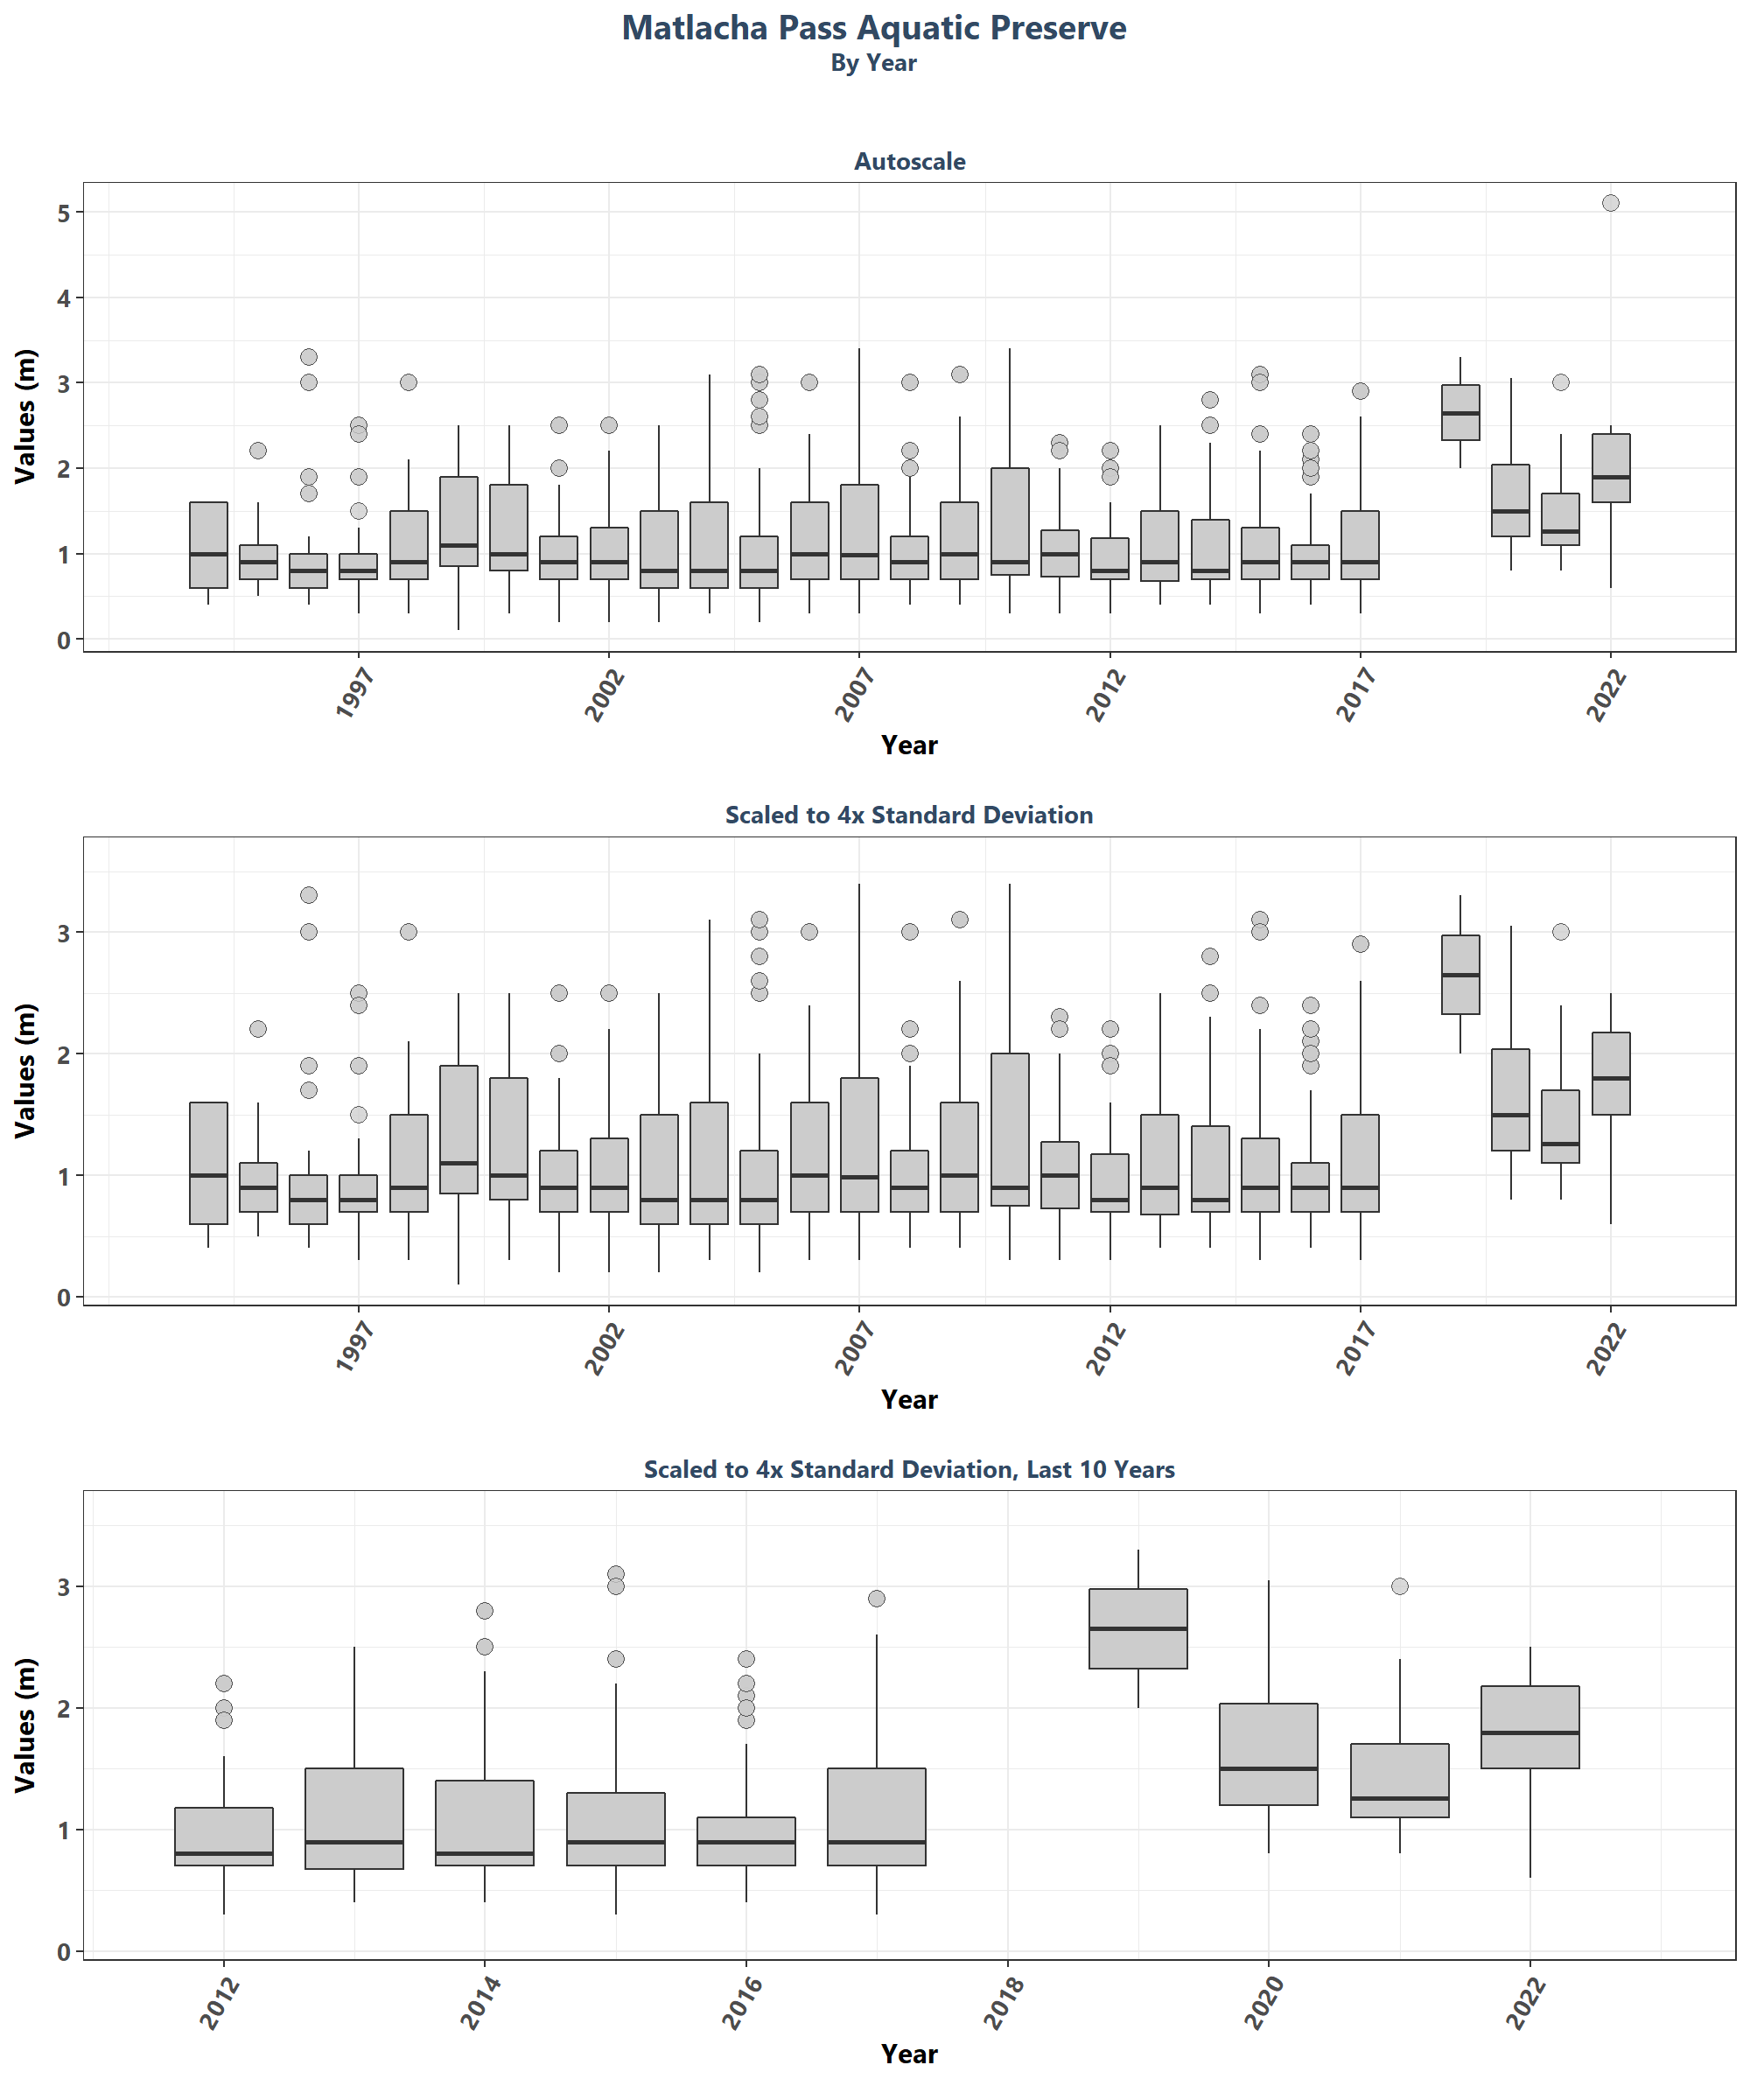 Matlacha Pass Aquatic Preserve
By Year
Autoscale
Values (m)
5
4
3
2
1
0
1997
2002
2007
2012
2017
2022
Year
Scaled to 4x Standard Deviation
Values (m)
3
2
1
0
1997
2002
2007
2012
2017
2022
Year
Scaled to 4x Standard Deviation, Last 10 Years
Values (m)
3
2
1
0
2012
2014
2016
2018
2020
2022
Year